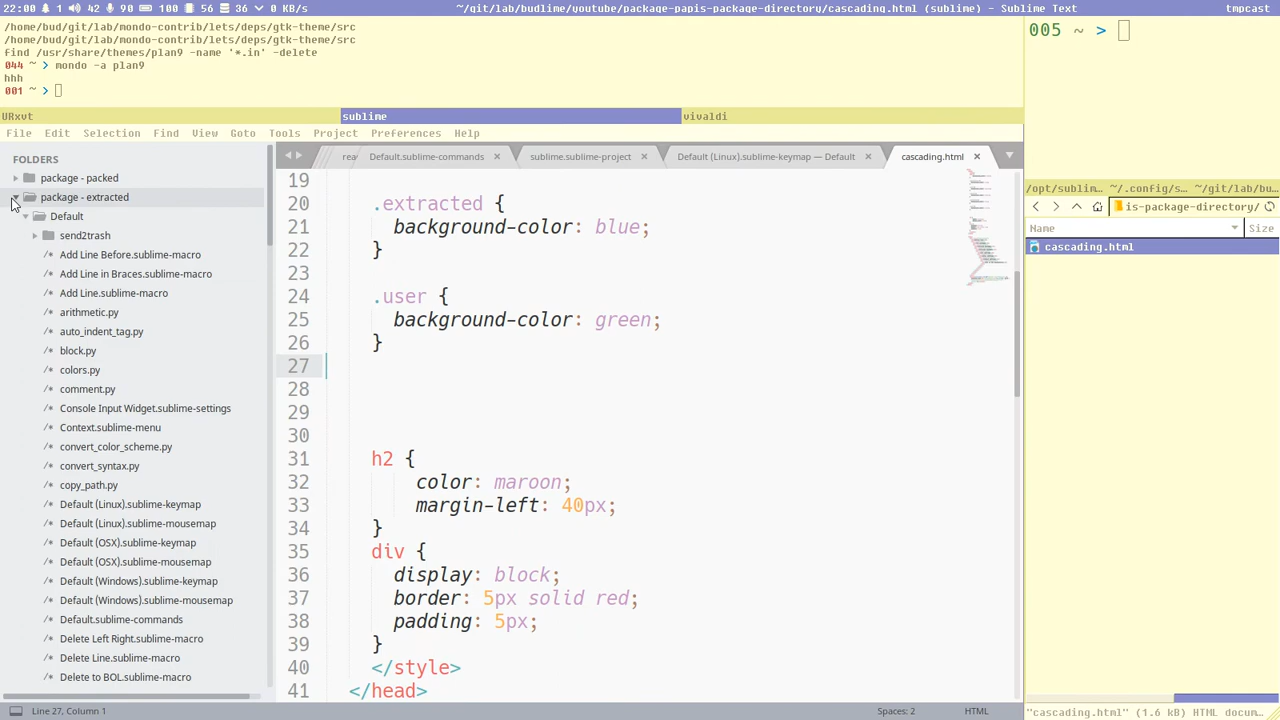 22:00 1 42 90 56 36 0 KB/s ~/git/lab/budlime/youtube/package-papis-package-directory/cascading.html (sublime) - Sublime Text tmpcast
/home/bud/git/lab/mondo-contrib/lets/deps/gtk-theme/src
/home/bud/git/lab/mondo-contrib/lets/deps/gtk-theme/src
find /usr/share/themes/plan9 -name '*.in' -delete
044 ~ > mondo -a plan9
hhh
001 ~ >
005 ~ >
URxvt sublime vivaldi
File Edit Selection Find View Goto Tools Project Preferences Help
FOLDERS
package - packed
package - extracted
Default
send2trash
Add Line Before.sublime-macro
Add Line in Braces.sublime-macro
Add Line.sublime-macro
arithmetic.py
auto_indent_tag.py
block.py
colors.py
comment.py
Console Input Widget.sublime-settings
Context.sublime-menu
convert_color_scheme.py
convert_syntax.py
copy_path.py
Default (Linux).sublime-keymap
Default (Linux).sublime-mousemap
Default (OSX).sublime-keymap
Default (OSX).sublime-mousemap
Default (Windows).sublime-keymap
Default (Windows).sublime-mousemap
Default.sublime-commands
Delete Left Right.sublime-macro
Delete Line.sublime-macro
Delete to BOL.sublime-macro
rea Default.sublime-commands sublime.sublime-project Default (Linux).sublime-keymap — Default cascading.html
19
20 .extracted {
21 background-color: blue;
22 }
23
24 .user {
25 background-color: green;
26 }
27
28
29
30
31 h2 {
32 color: maroon;
33 margin-left: 40px;
34 }
35 div {
36 display: block;
37 border: 5px solid red;
38 padding: 5px;
39 }
40 </style>
41 </head>
Line 27, Column 1 Spaces: 2 HTML
/opt/sublim… ~/.config/s… ~/git/lab/bu…
is-package-directory/
Name Size
cascading.html
"cascading.html" (1.6 kB) HTML docum…